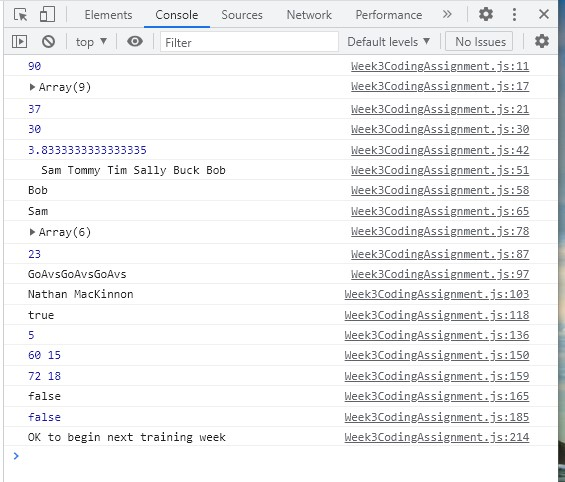 Elements Console Sources Network Performance »
top Filter Default levels No Issues
90 Week3CodingAssignment.js:11
Array(9) Week3CodingAssignment.js:17
37 Week3CodingAssignment.js:21
30 Week3CodingAssignment.js:30
3.8333333333333335 Week3CodingAssignment.js:42
Sam Tommy Tim Sally Buck Bob Week3CodingAssignment.js:51
Bob Week3CodingAssignment.js:58
Sam Week3CodingAssignment.js:65
Array(6) Week3CodingAssignment.js:78
23 Week3CodingAssignment.js:87
GoAvsGoAvsGoAvs Week3CodingAssignment.js:97
Nathan MacKinnon Week3CodingAssignment.js:103
true Week3CodingAssignment.js:118
5 Week3CodingAssignment.js:136
60 15 Week3CodingAssignment.js:150
72 18 Week3CodingAssignment.js:159
false Week3CodingAssignment.js:165
false Week3CodingAssignment.js:185
OK to begin next training week Week3CodingAssignment.js:214